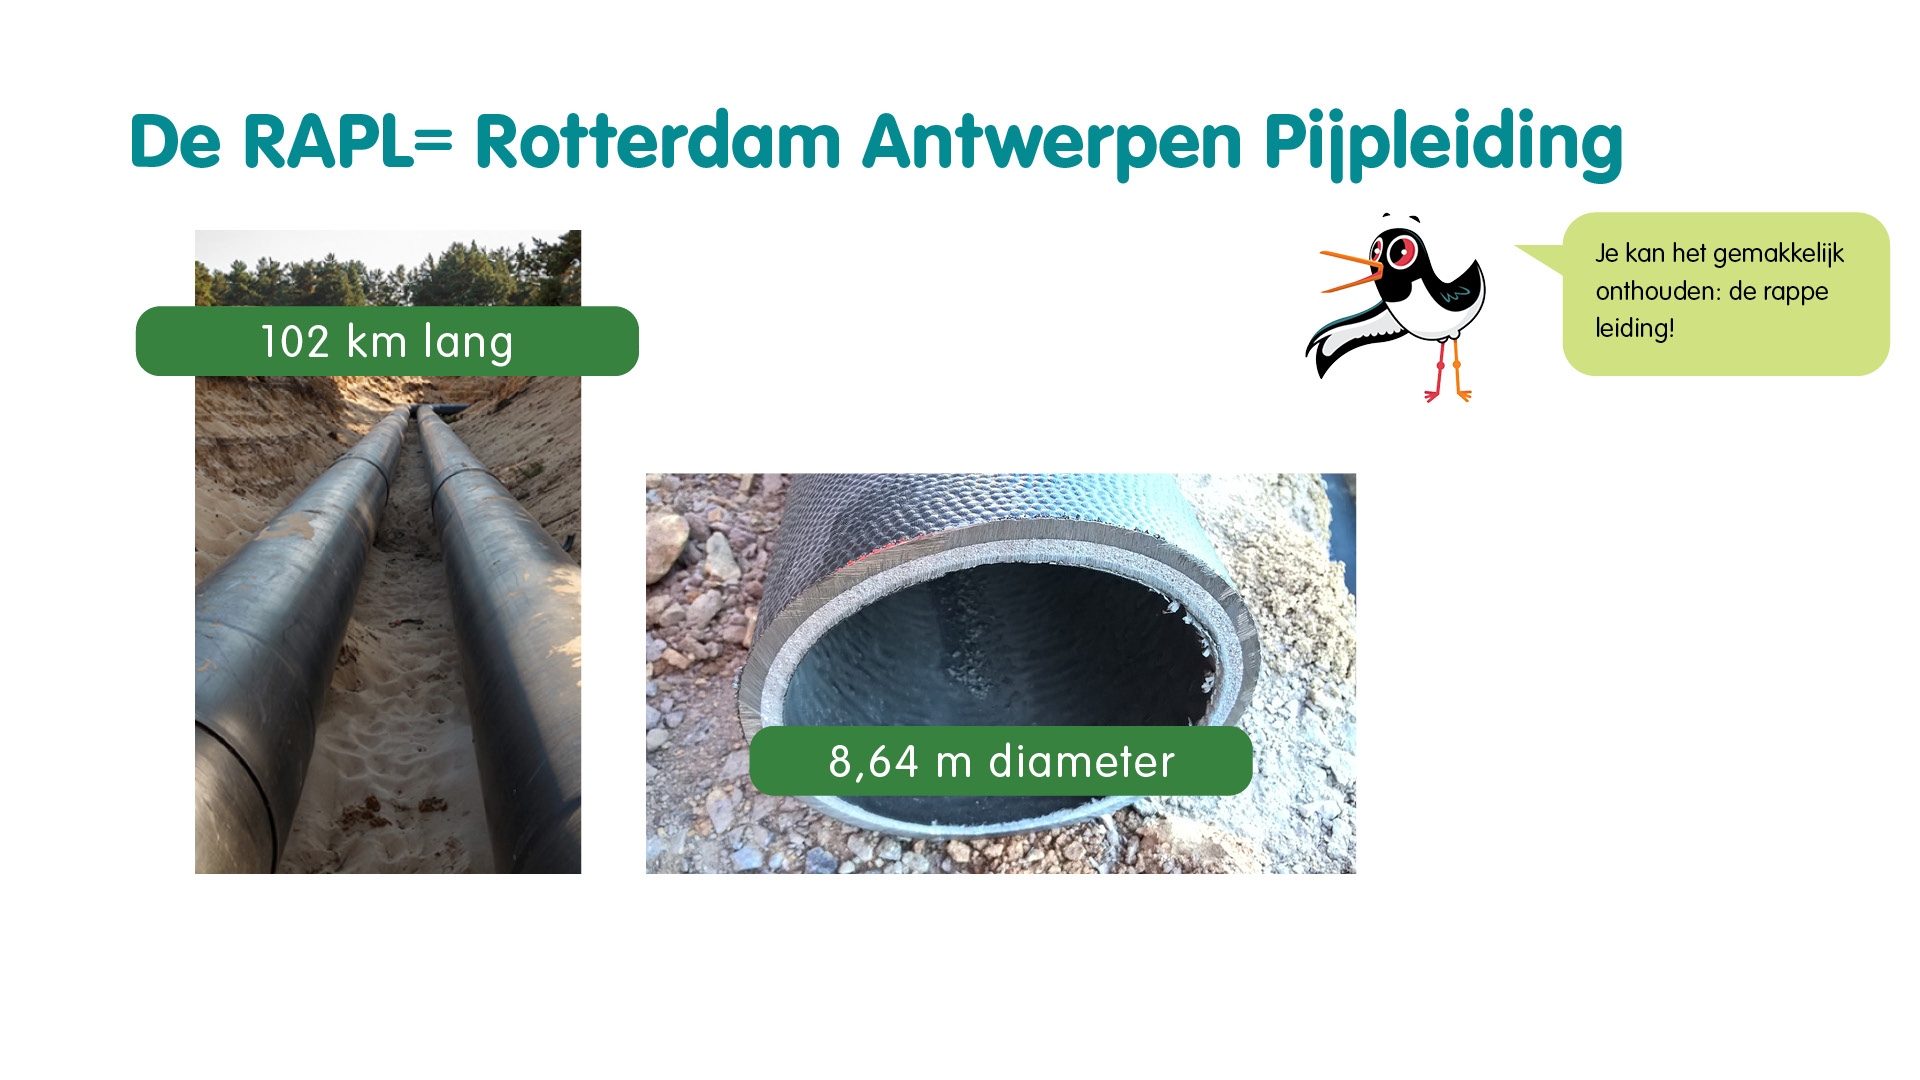 De RAPL= Rotterdam Antwerpen Pijpleiding
102 km lang
Je kan het gemakkelijk
onthouden: de rappe
leiding!
8,64 m diameter